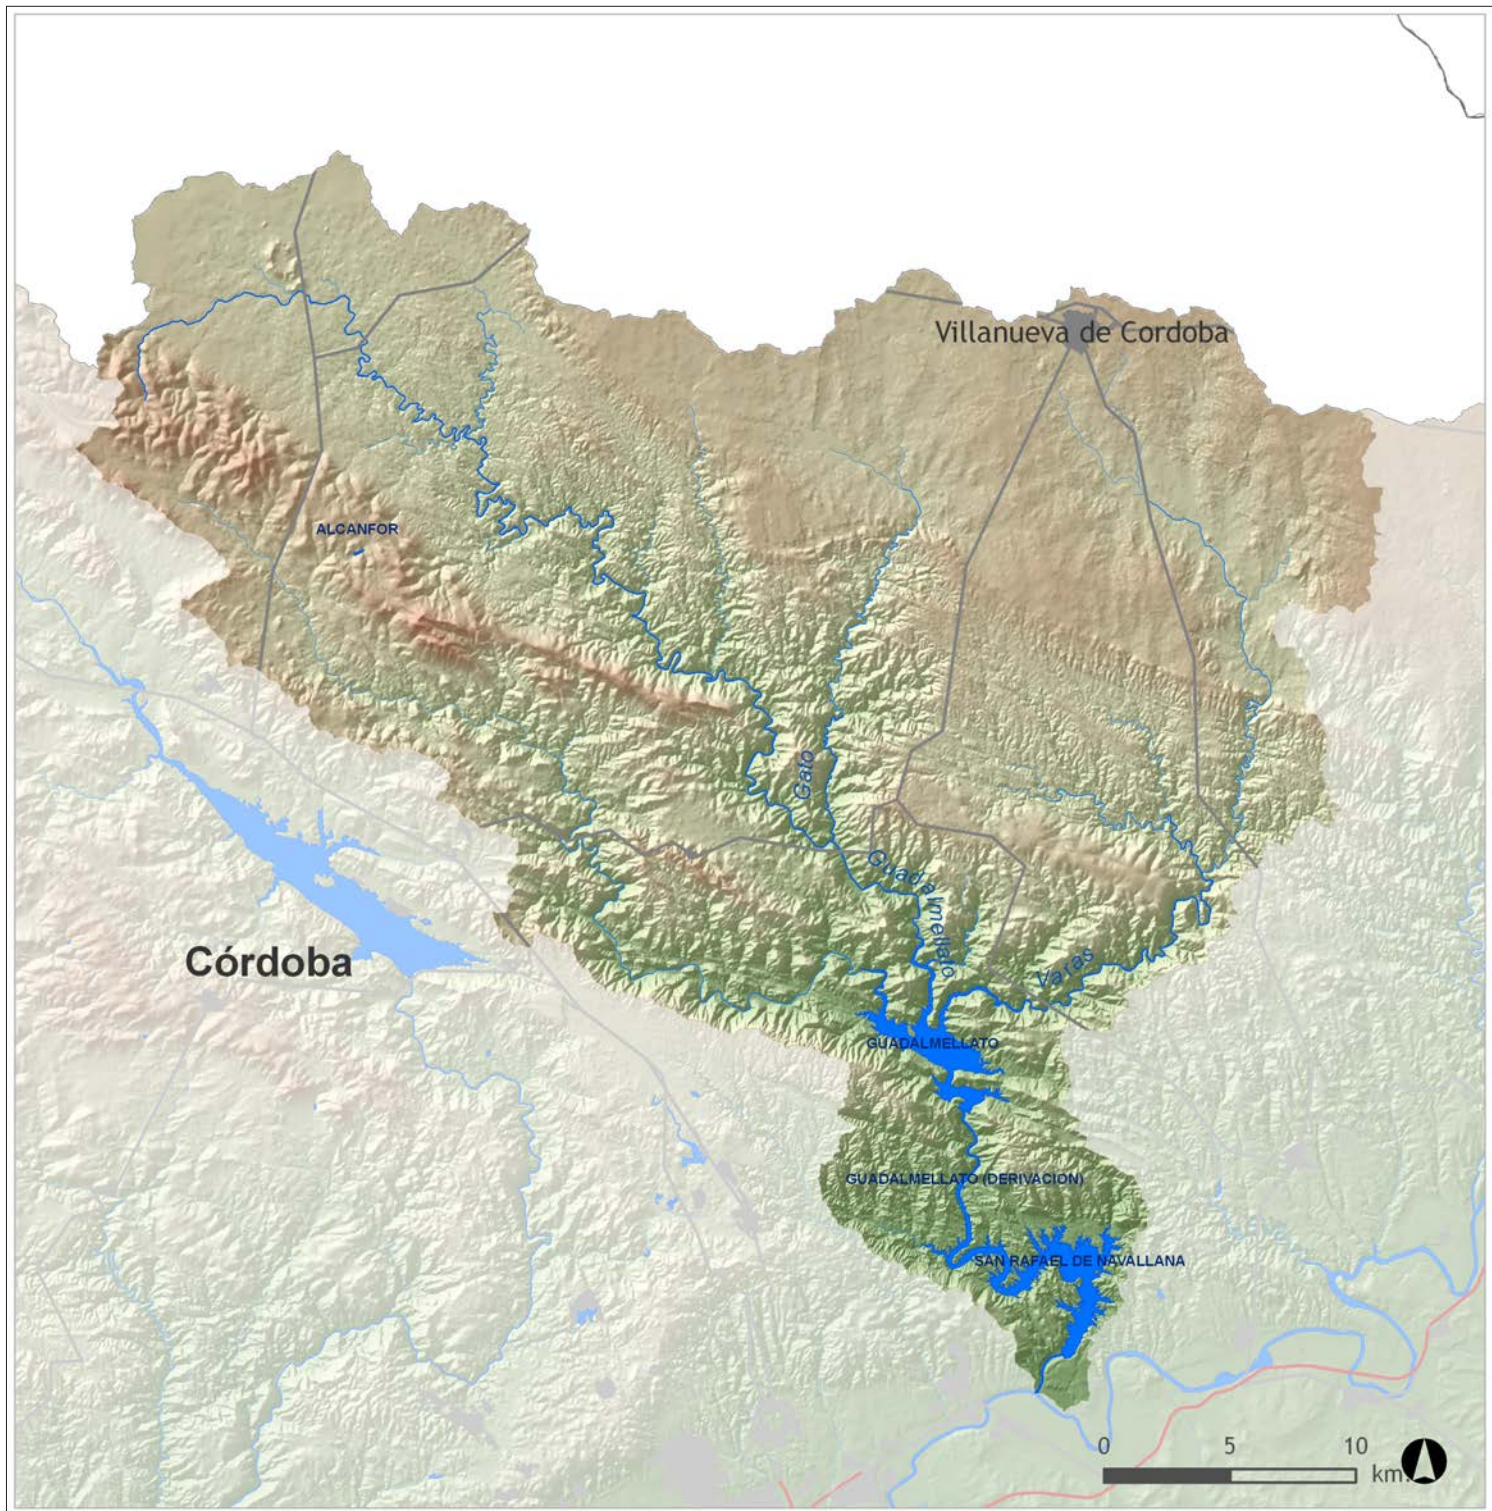 Villanueva de Cordoba
ALCANFOR
Gato
Guadalmellato
Córdoba
Varas
GUADALMELLATO
GUADALMELLATO (DERIVACION)
SAN RAFAEL DE NAVALLANA
0 5 10
km.